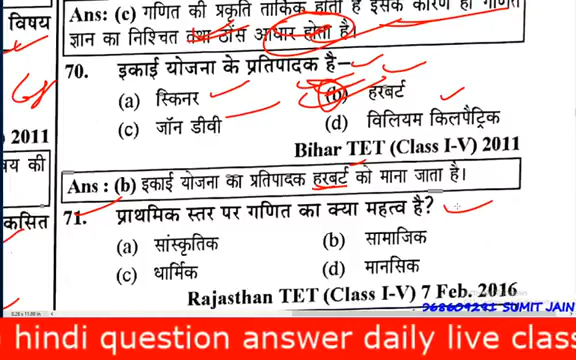 Ans: (c) गणित की प्रकृति तार्किक होती है इसके कारण ही गणित
ज्ञान का निश्चित तथा ठोस आधार होता है।
विषय
70. इकाई योजना के प्रतिपादक है–
(a) स्किनर (b) हरबर्ट
(c) जॉन डीवी (d) विलियम किलपैट्रिक
2011 Bihar TET (Class I-V) 2011
की
Ans : (b) इकाई योजना का प्रतिपादक हरबर्ट को माना जाता है।
71. प्राथमिक स्तर पर गणित का क्या महत्व है?
(a) सांस्कृतिक (b) सामाजिक
(c) धार्मिक (d) मानसिक
Rajasthan TET (Class I-V) 7 Feb. 2016
SUMIT JAIN
hindi question answer daily live class